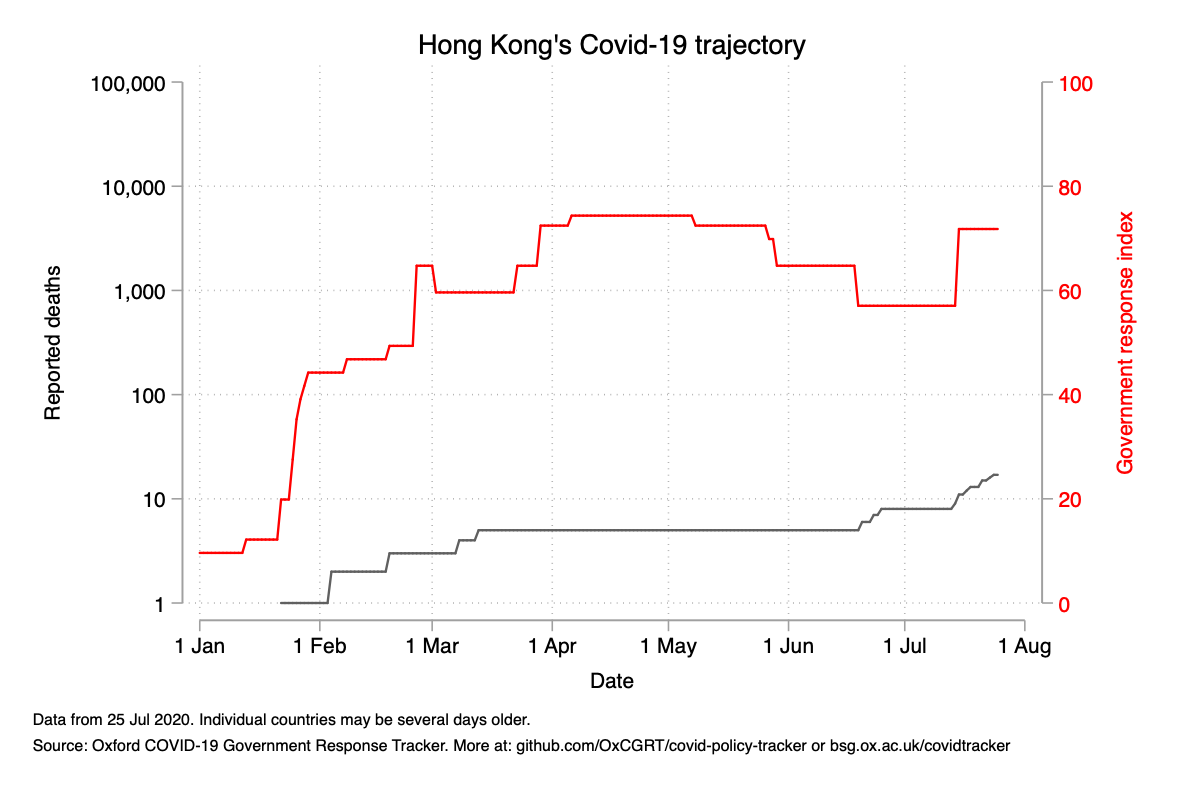 Hong Kong's Covid-19 trajectory
100,000
10,000
1,000
100
10
1
Reported deaths
100
80
60
40
20
0
Government response index
1 Jan 1 Feb 1 Mar 1 Apr 1 May 1 Jun 1 Jul 1 Aug
Date
Data from 25 Jul 2020. Individual countries may be several days older.
Source: Oxford COVID-19 Government Response Tracker. More at: github.com/OxCGRT/covid-policy-tracker or bsg.ox.ac.uk/covidtracker